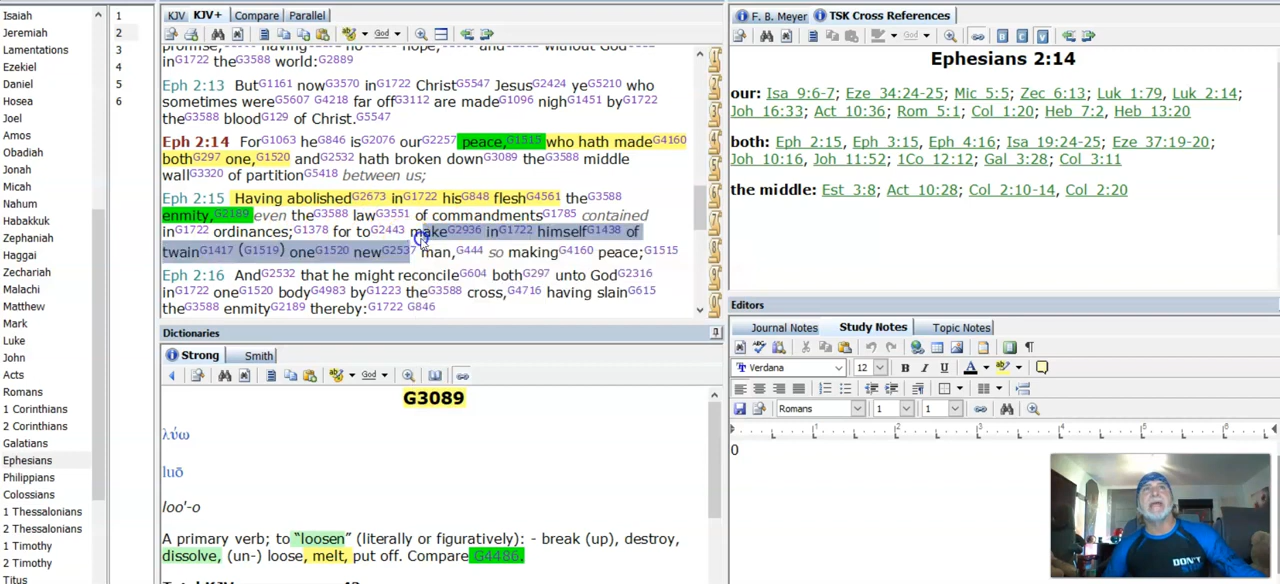 Isaiah
Jeremiah
Lamentations
Ezekiel
Daniel
Hosea
Joel
Amos
Obadiah
Jonah
Micah
Nahum
Habakkuk
Zephaniah
Haggai
Zechariah
Malachi
Matthew
Mark
Luke
John
Acts
Romans
1 Corinthians
2 Corinthians
Galatians
Ephesians
Philippians
Colossians
1 Thessalonians
2 Thessalonians
1 Timothy
2 Timothy
Titus
1
2
3
4
5
6
KJV KJV+ Compare Parallel
God
promise, having no hope, and without God
in G1722 the G3588 world: G2889
Eph 2:13 But G1161 now G3570 in G1722 Christ G5547 Jesus G2424 ye G5210 who
sometimes were G5607 G4218 far off G3112 are made G1096 nigh G1451 by G1722
the G3588 blood G129 of Christ. G5547
Eph 2:14 For G1063 he G846 is G2076 our G2257 peace, G1515 who hath made G4160
both G297 one, G1520 and G2532 hath broken down G3089 the G3588 middle
wall G3320 of partition G5418 between us;
Eph 2:15 Having abolished G2673 in G1722 his G848 flesh G4561 the G3588
enmity, G2189 even the G3588 law G3551 of commandments G1785 contained
in G1722 ordinances; G1378 for to G2443 make G2936 in G1722 himself G1438 of
twain G1417 (G1519) one G1520 new G2537 man, G444 so making G4160 peace; G1515
Eph 2:16 And G2532 that he might reconcile G604 both G297 unto God G2316
in G1722 one G1520 body G4983 by G1223 the G3588 cross, G4716 having slain G615
the G3588 enmity G2189 thereby: G1722 G846
Dictionaries
Strong Smith
God
G3089
λύω
luō
loo'-o
A primary verb; to “loosen” (literally or figuratively): - break (up), destroy,
dissolve, (un-) loose, melt, put off. Compare G4486.
F. B. Meyer TSK Cross References
God
Ephesians 2:14
our: Isa 9:6-7; Eze 34:24-25; Mic 5:5; Zec 6:13; Luk 1:79, Luk 2:14;
Joh 16:33; Act 10:36; Rom 5:1; Col 1:20; Heb 7:2, Heb 13:20
both: Eph 2:15, Eph 3:15, Eph 4:16; Isa 19:24-25; Eze 37:19-20;
Joh 10:16, Joh 11:52; 1Co 12:12; Gal 3:28; Col 3:11
the middle: Est 3:8; Act 10:28; Col 2:10-14, Col 2:20
Editors
Journal Notes Study Notes Topic Notes
Verdana 12 B I U A
Romans 1 1
1 2 3 4 5 6
0
DON'T